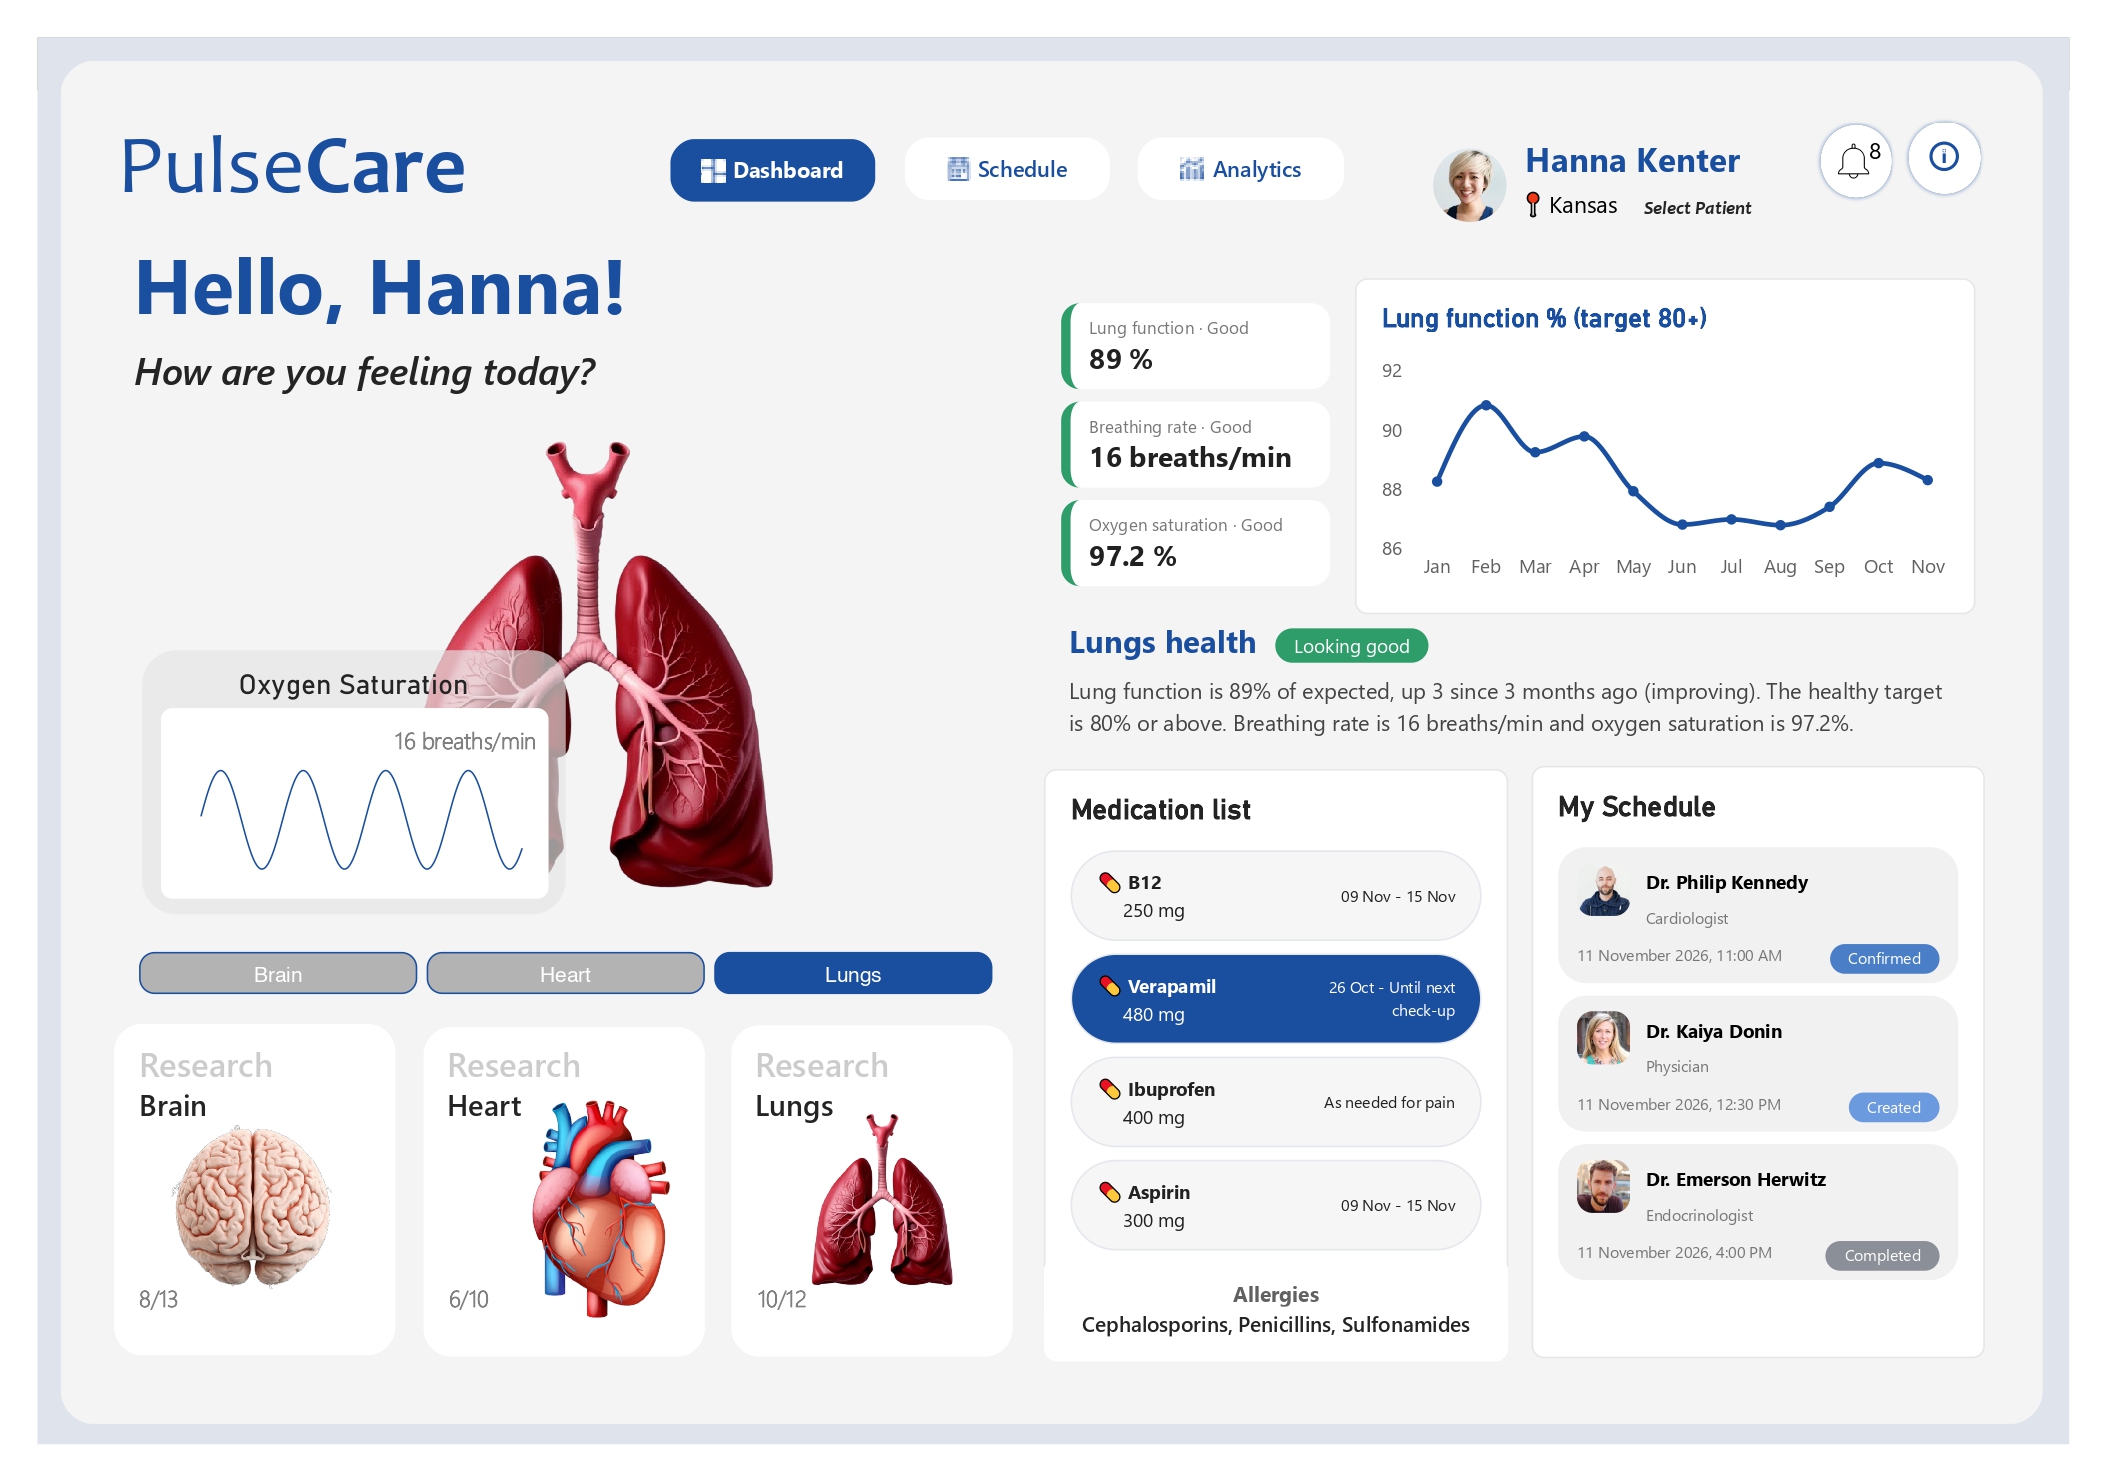 PulseCare
Dashboard
Schedule
Analytics
Hanna Kenter
Kansas
Select Patient
8
Hello, Hanna!
How are you feeling today?
Lung function · Good
89 %
Breathing rate · Good
16 breaths/min
Oxygen saturation · Good
97.2 %
Lung function % (target 80+)
92
90
88
86
Jan Feb Mar Apr May Jun Jul Aug Sep Oct Nov
Lungs health
Looking good
Lung function is 89% of expected, up 3 since 3 months ago (improving). The healthy target
is 80% or above. Breathing rate is 16 breaths/min and oxygen saturation is 97.2%.
Oxygen Saturation
16 breaths/min
Brain
Heart
Lungs
Research
Brain
8/13
Research
Heart
6/10
Research
Lungs
10/12
Medication list
B12
250 mg
09 Nov - 15 Nov
Verapamil
480 mg
26 Oct - Until next
check-up
Ibuprofen
400 mg
As needed for pain
Aspirin
300 mg
09 Nov - 15 Nov
Allergies
Cephalosporins, Penicillins, Sulfonamides
My Schedule
Dr. Philip Kennedy
Cardiologist
11 November 2026, 11:00 AM
Confirmed
Dr. Kaiya Donin
Physician
11 November 2026, 12:30 PM
Created
Dr. Emerson Herwitz
Endocrinologist
11 November 2026, 4:00 PM
Completed